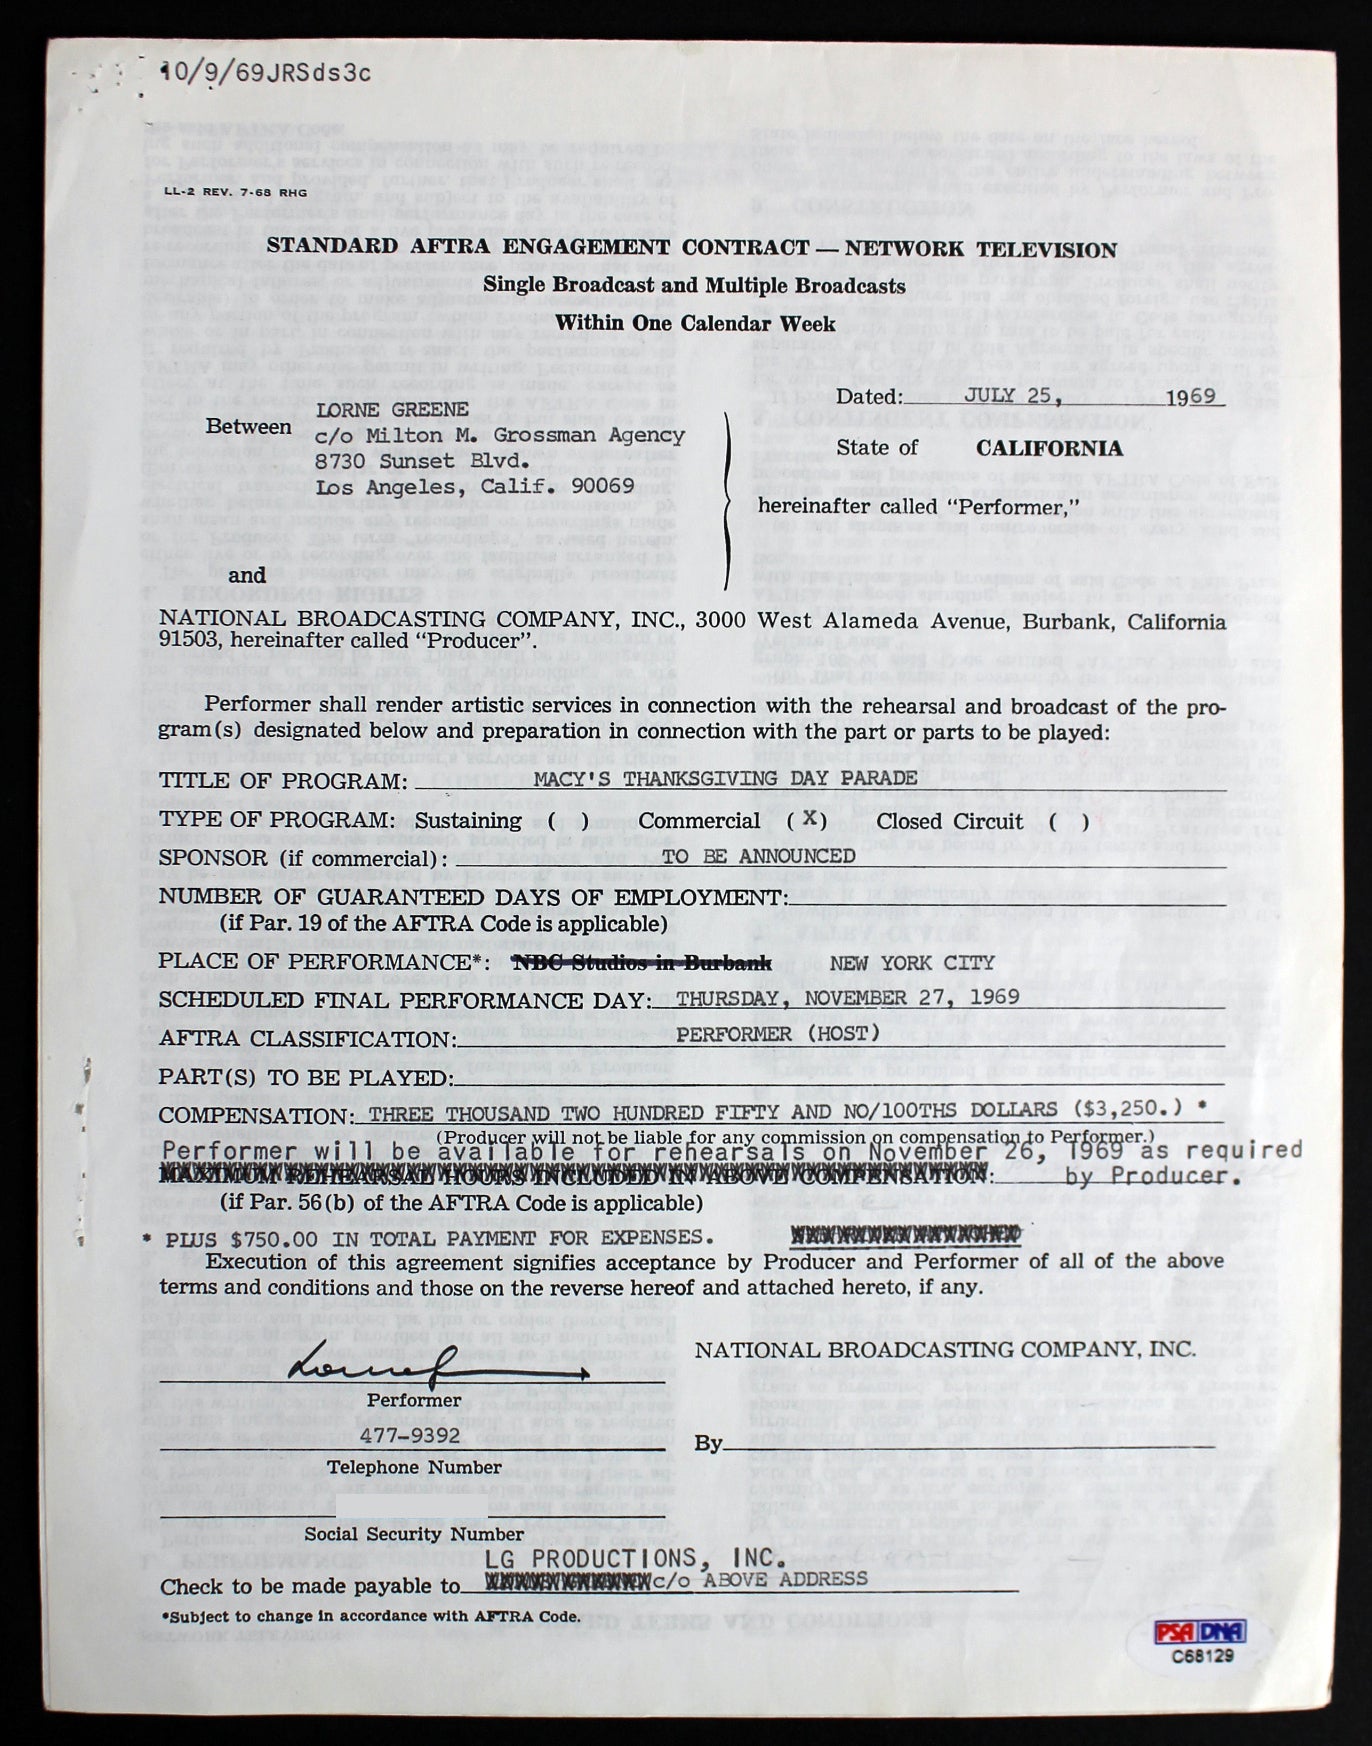 10/9/69JRSds3c
LL-2 REV. 7-68 RHG
STANDARD AFTRA ENGAGEMENT CONTRACT — NETWORK TELEVISION
Single Broadcast and Multiple Broadcasts
Within One Calendar Week
Dated: JULY 25, 1969
Between LORNE GREENE
c/o Milton M. Grossman Agency
8730 Sunset Blvd.
Los Angeles, Calif. 90069
State of CALIFORNIA
hereinafter called "Performer,"
and
NATIONAL BROADCASTING COMPANY, INC., 3000 West Alameda Avenue, Burbank, California
91503, hereinafter called "Producer".
Performer shall render artistic services in connection with the rehearsal and broadcast of the pro-
gram(s) designated below and preparation in connection with the part or parts to be played:
TITLE OF PROGRAM: MACY'S THANKSGIVING DAY PARADE
TYPE OF PROGRAM: Sustaining ( ) Commercial (X) Closed Circuit ( )
SPONSOR (if commercial): TO BE ANNOUNCED
NUMBER OF GUARANTEED DAYS OF EMPLOYMENT:
(if Par. 19 of the AFTRA Code is applicable)
PLACE OF PERFORMANCE*: NBC Studios in Burbank NEW YORK CITY
SCHEDULED FINAL PERFORMANCE DAY: THURSDAY, NOVEMBER 27, 1969
AFTRA CLASSIFICATION: PERFORMER (HOST)
PART(S) TO BE PLAYED:
COMPENSATION: THREE THOUSAND TWO HUNDRED FIFTY AND NO/100THS DOLLARS ($3,250.) *
(Producer will not be liable for any commission on compensation to Performer.)
Performer will be available for rehearsals on November 26, 1969 as required
MAXIMUM REHEARSAL HOURS INCLUDED IN ABOVE COMPENSATION: by Producer.
(if Par. 56(b) of the AFTRA Code is applicable)
* PLUS $750.00 IN TOTAL PAYMENT FOR EXPENSES.
Execution of this agreement signifies acceptance by Producer and Performer of all of the above
terms and conditions and those on the reverse hereof and attached hereto, if any.
NATIONAL BROADCASTING COMPANY, INC.
Performer
477-9392
By
Telephone Number
Social Security Number
LG PRODUCTIONS, INC.
Check to be made payable to c/o ABOVE ADDRESS
*Subject to change in accordance with AFTRA Code.
PSA DNA
C68129